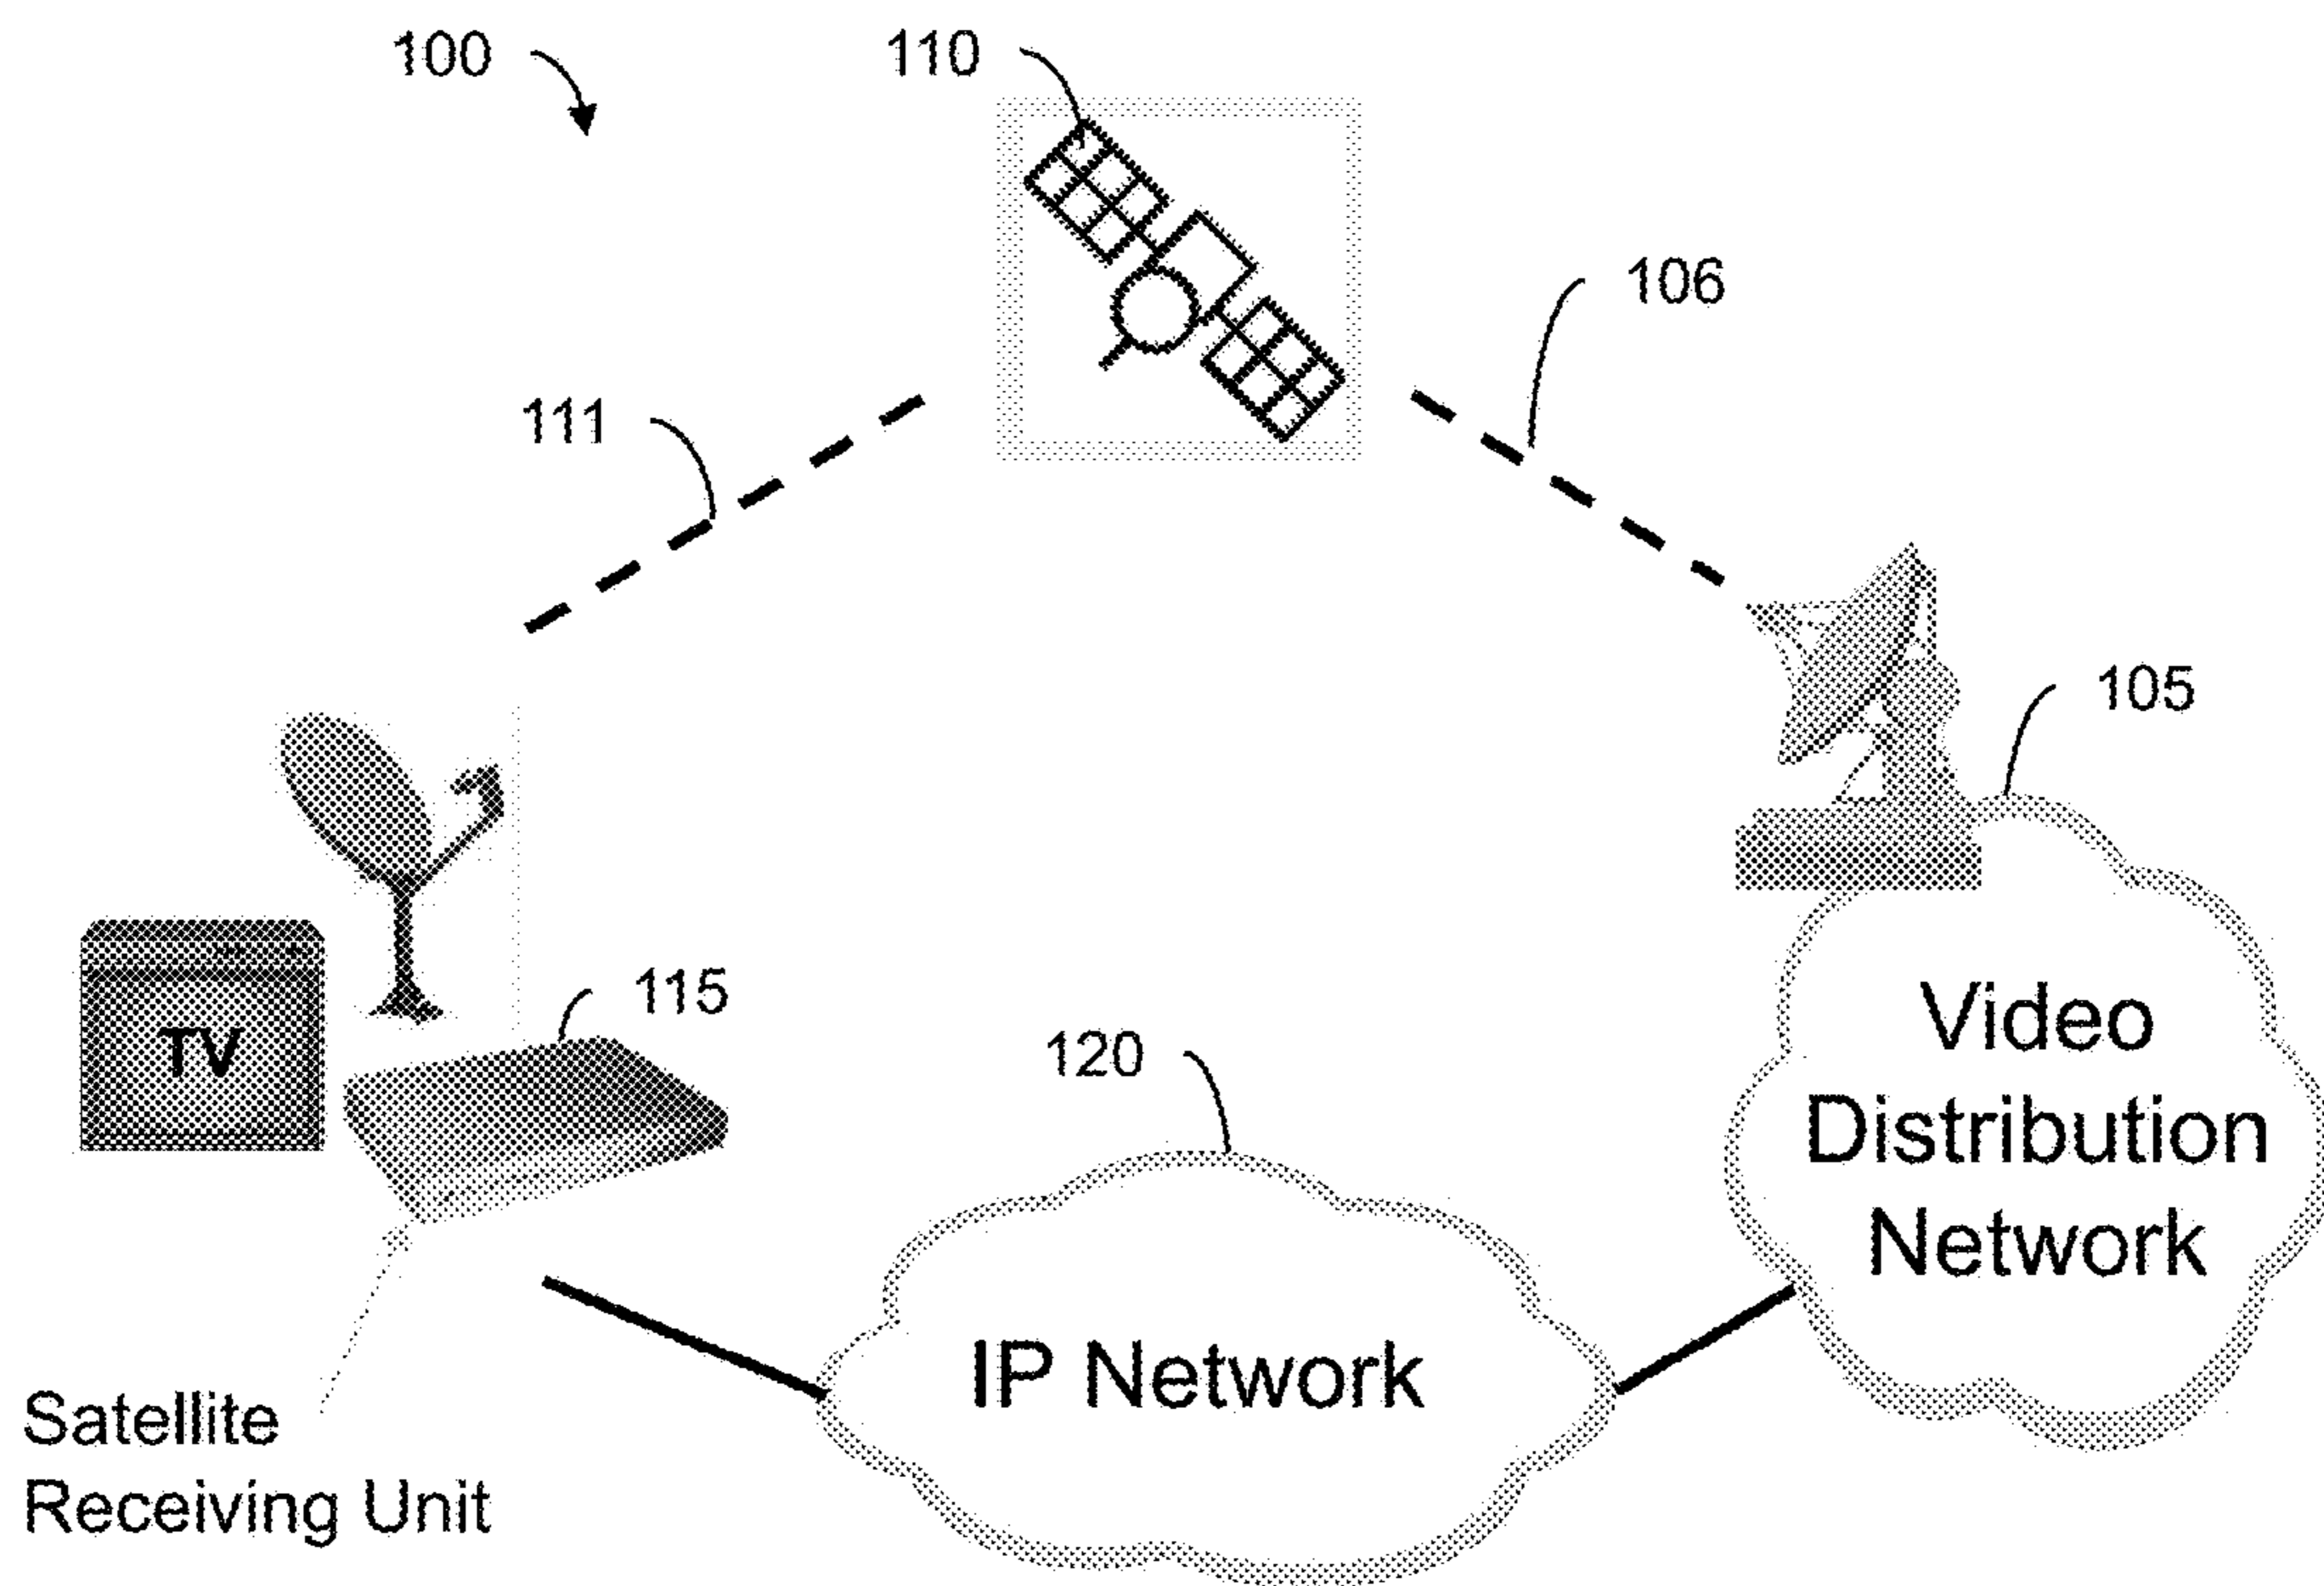 100
110
106
111
105
115
TV
120
Video
Distribution
Network
IP Network
Satellite
Receiving Unit